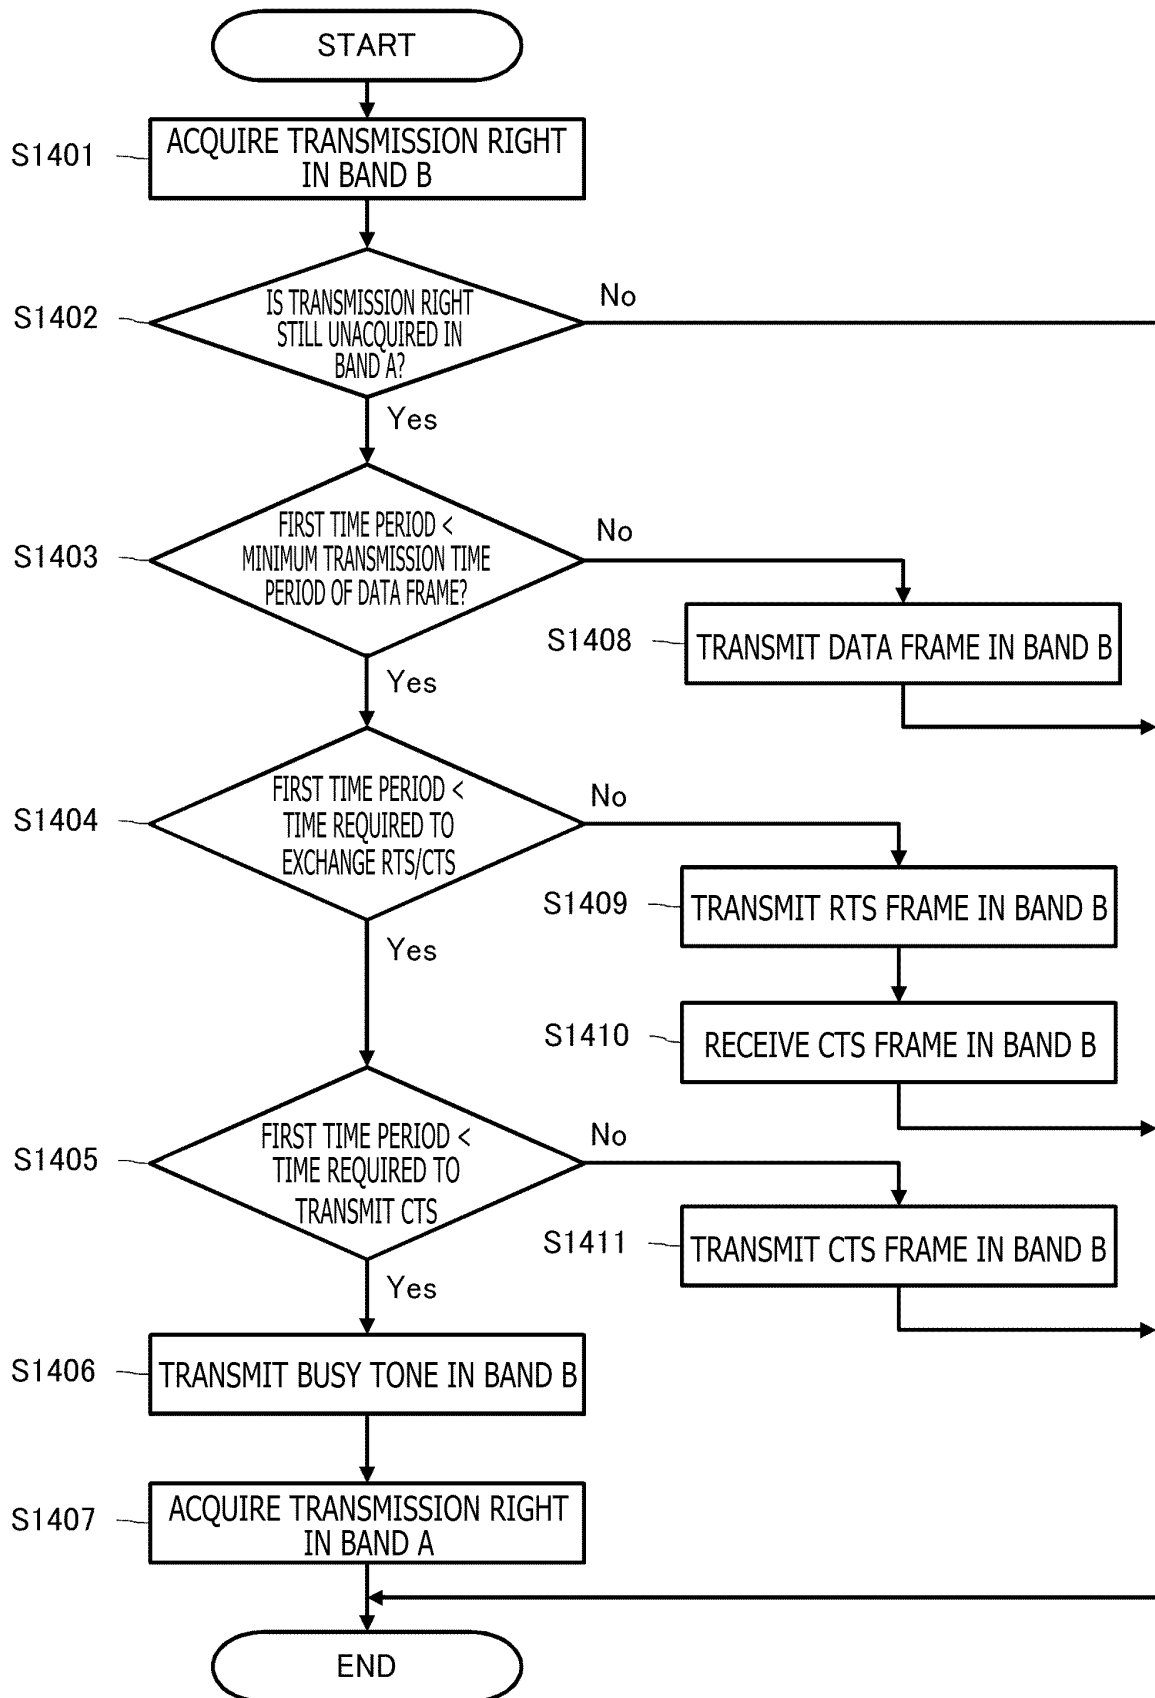 START
S1401
ACQUIRE TRANSMISSION RIGHT
IN BAND B
S1402
IS TRANSMISSION RIGHT
STILL UNACQUIRED IN
BAND A?
No
Yes
S1403
FIRST TIME PERIOD <
MINIMUM TRANSMISSION TIME
PERIOD OF DATA FRAME?
No
Yes
S1408
TRANSMIT DATA FRAME IN BAND B
S1404
FIRST TIME PERIOD <
TIME REQUIRED TO
EXCHANGE RTS/CTS
No
Yes
S1409
TRANSMIT RTS FRAME IN BAND B
S1410
RECEIVE CTS FRAME IN BAND B
S1405
FIRST TIME PERIOD <
TIME REQUIRED TO
TRANSMIT CTS
No
Yes
S1411
TRANSMIT CTS FRAME IN BAND B
S1406
TRANSMIT BUSY TONE IN BAND B
S1407
ACQUIRE TRANSMISSION RIGHT
IN BAND A
END